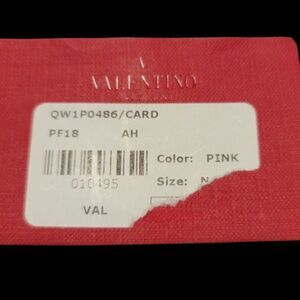 VALENTINO
QW1P0486/CARD
PF18 AH
Color: PINK
010495
Size:
VAL